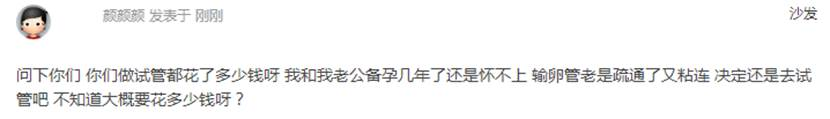 颜颜颜 发表于 刚刚 沙发
问下你们 你们做试管都花了多少钱呀 我和我老公备孕几年了还是怀不上 输卵管老是疏通了又粘连 决定还是去试
管吧 不知道大概要花多少钱呀？